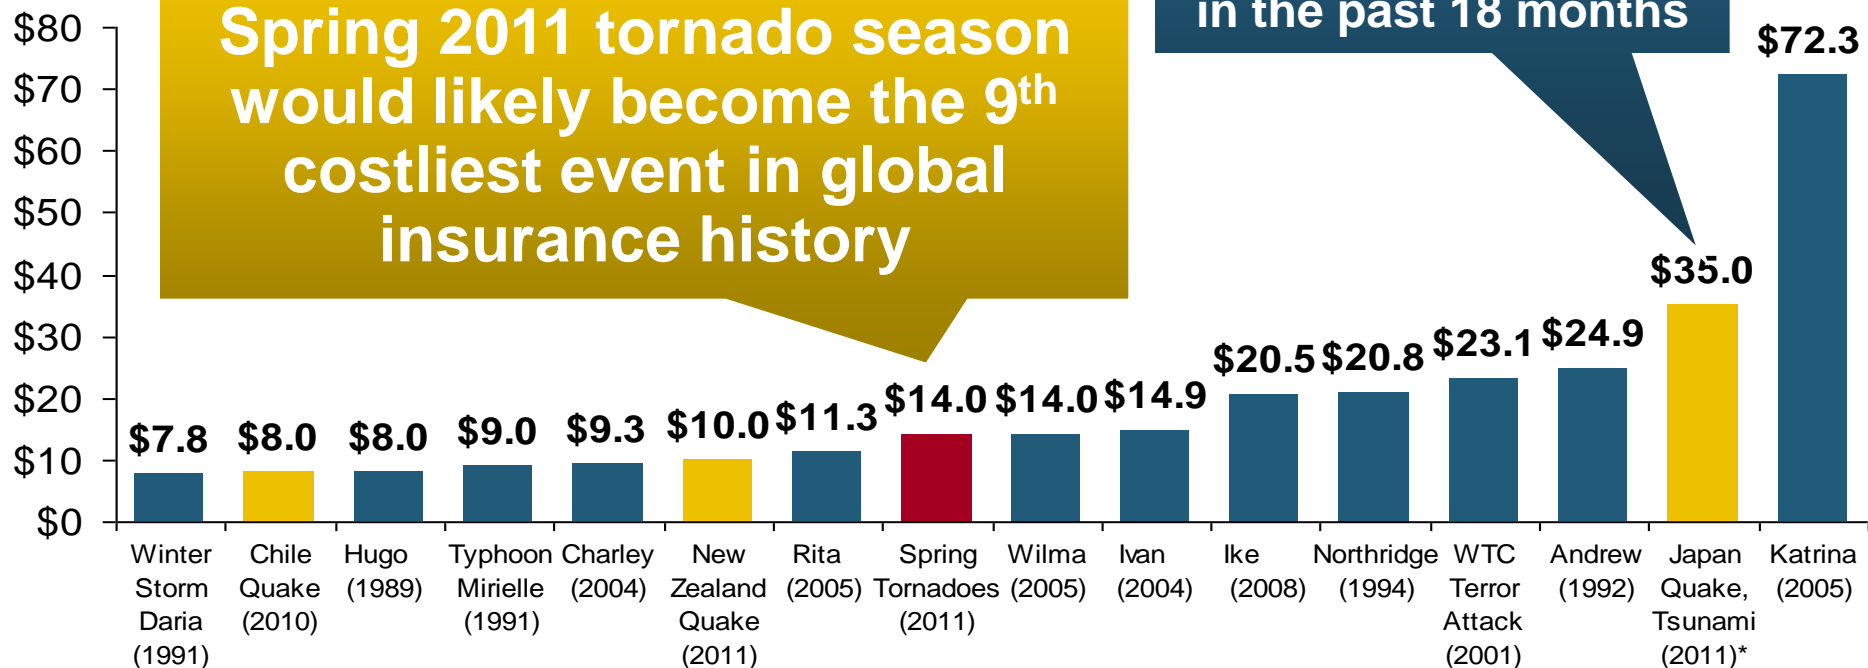 Spring 2011 tornado season
would likely become the 9th
costliest event in global
insurance history
in the past 18 months
$80
$70
$60
$50
$40
$30
$20
$10
$0
$7.8
$8.0
$8.0
$9.0
$9.3
$10.0
$11.3
$14.0
$14.0
$14.9
$20.5
$20.8
$23.1
$24.9
$35.0
$72.3
Winter
Storm
Daria
(1991)
Chile
Quake
(2010)
Hugo
(1989)
Typhoon
Mirielle
(1991)
Charley
(2004)
New
Zealand
Quake
(2011)
Rita
(2005)
Spring
Tornadoes
(2011)
Wilma
(2005)
Ivan
(2004)
Ike
(2008)
Northridge
(1994)
WTC
Terror
Attack
(2001)
Andrew
(1992)
Japan
Quake,
Tsunami
(2011)*
Katrina
(2005)